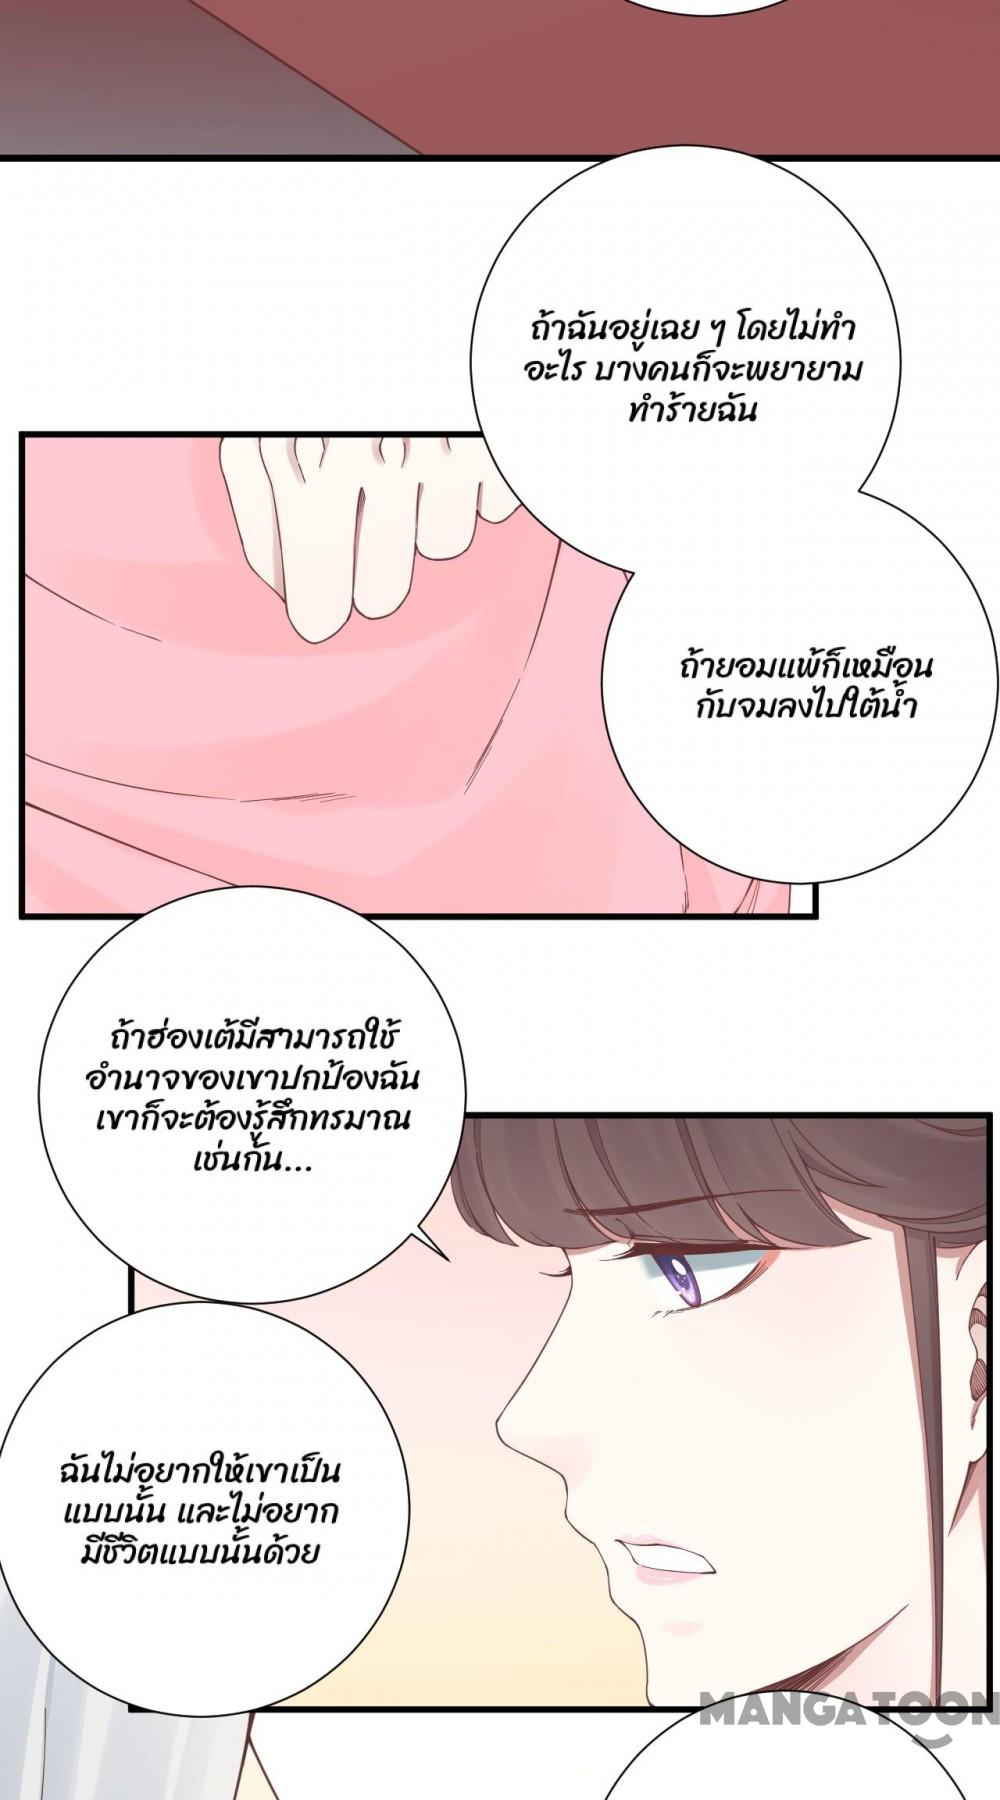 ถ้าฉันอยู่เฉย ๆ โดยไม่ทำ
อะไร บางคนก็จะพยายาม
ทำร้ายฉัน
ถ้ายอมแพ้ก็เหมือน
กับจมลงไปใต้น้ำ
ถ้าฮ่องเต้มีสามารถใช้
อำนาจของเขาปกป้องฉัน
เขาก็จะต้องรู้สึกทรมาณ
เช่นกัน...
ฉันไม่อยากให้เขาเป็น
แบบนั้น และไม่อยาก
มีชีวิตแบบนั้นด้วย
MANGATOON